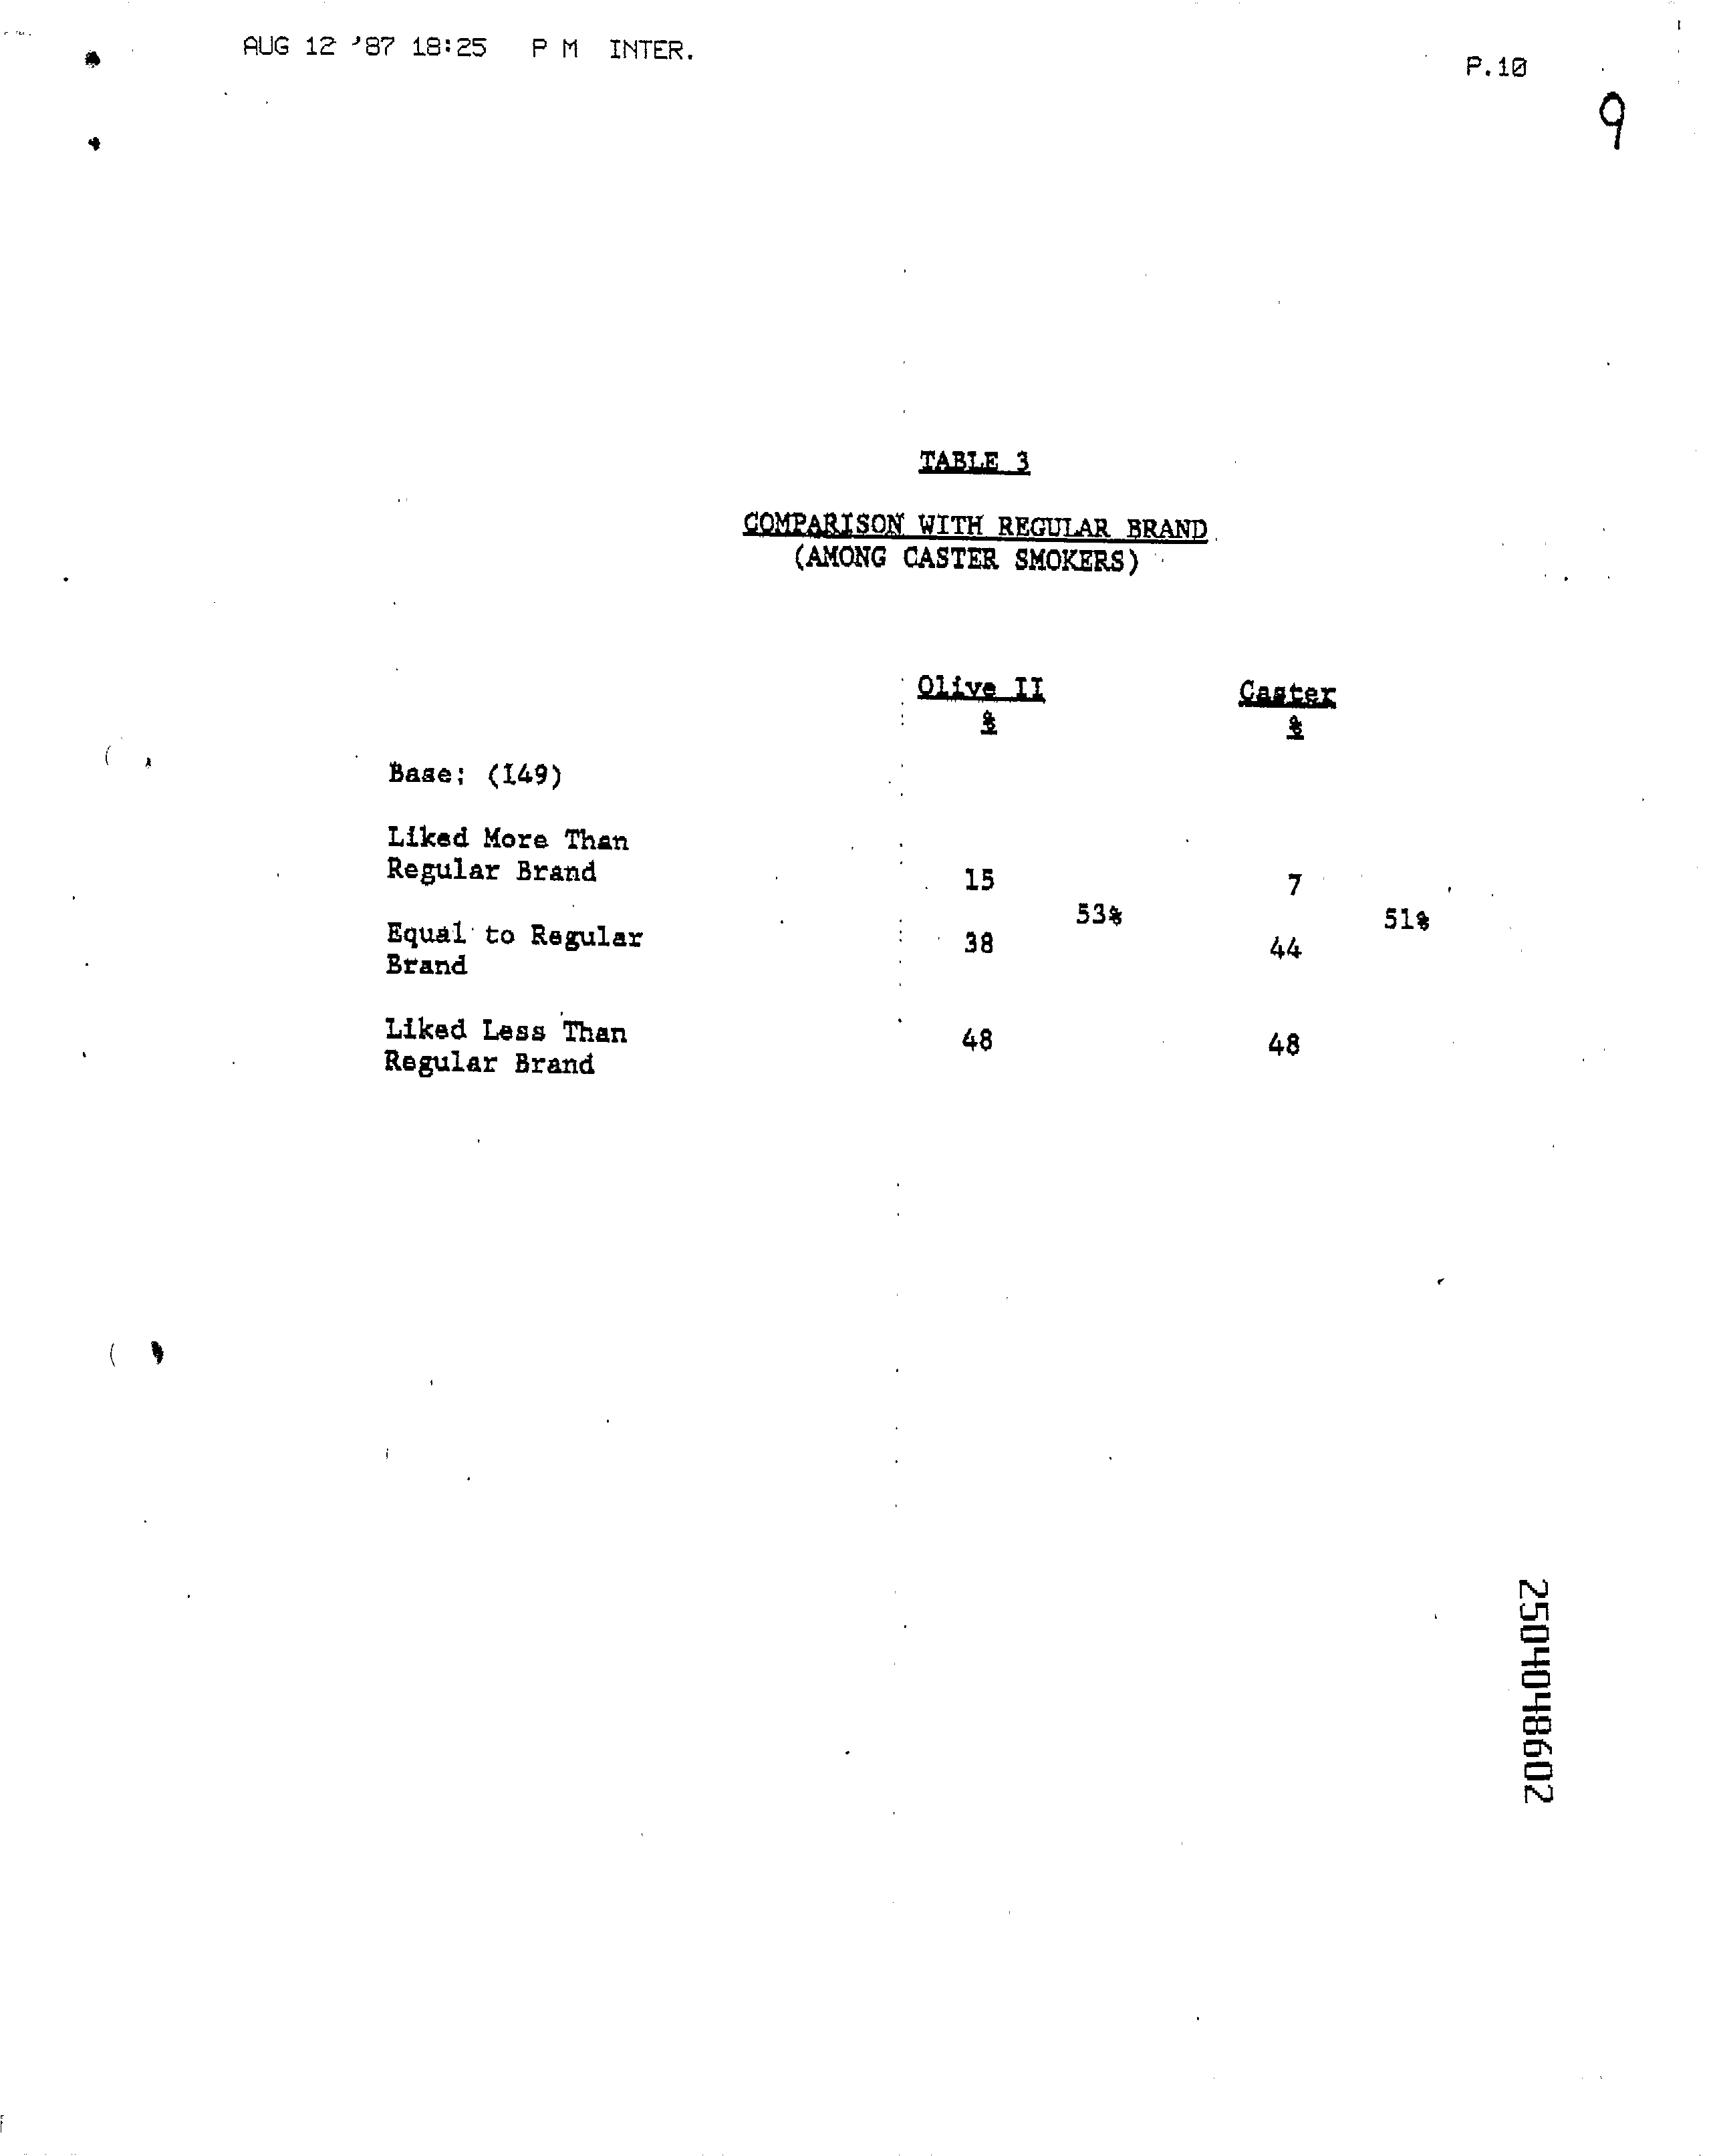 AUG 12 '87 18:25 P M INTER.
P.10
9
TABLE 3
COMPARISON WITH REGULAR BRAND
(AMONG CASTER SMOKERS)
Olive II Caster
% %
Base: (149)
Liked More Than
Regular Brand 15 7
53% 51%
Equal to Regular
Brand 38 44
Liked Less Than
Regular Brand 48 48
2504048602